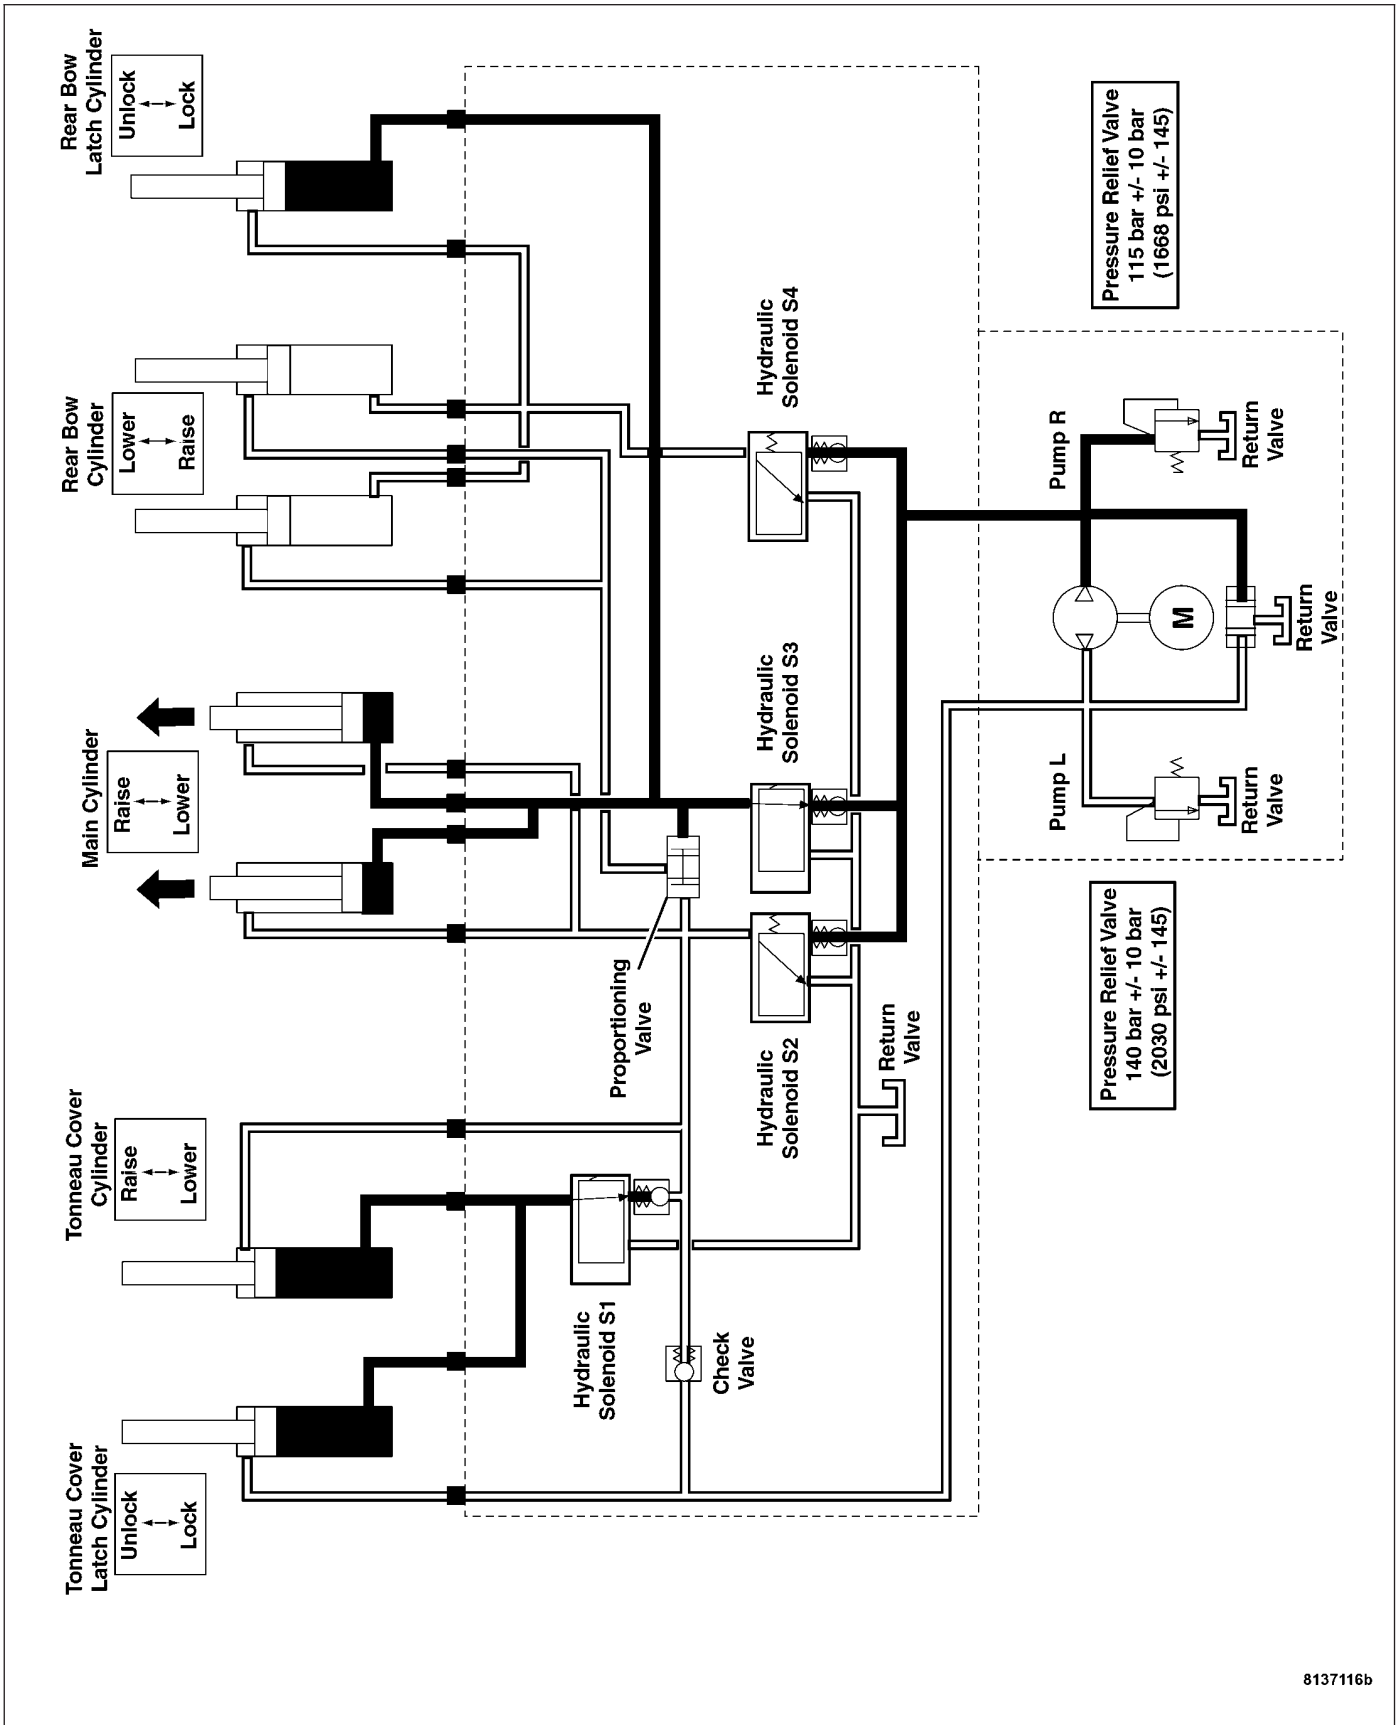 Tonneau Cover
Latch Cylinder
Unlock
Lock
Tonneau Cover
Cylinder
Raise
Lower
Main Cylinder
Raise
Lower
Rear Bow
Cylinder
Lower
Raise
Rear Bow
Latch Cylinder
Unlock
Lock
Hydraulic
Solenoid S1
Check
Valve
Proportioning
Valve
Hydraulic
Solenoid S2
Hydraulic
Solenoid S3
Hydraulic
Solenoid S4
Return
Valve
Pump L
Pump R
M
Return
Valve
Return
Valve
Return
Valve
Pressure Relief Valve
140 bar +/- 10 bar
(2030 psi +/- 145)
Pressure Relief Valve
115 bar +/- 10 bar
(1668 psi +/- 145)
8137116b